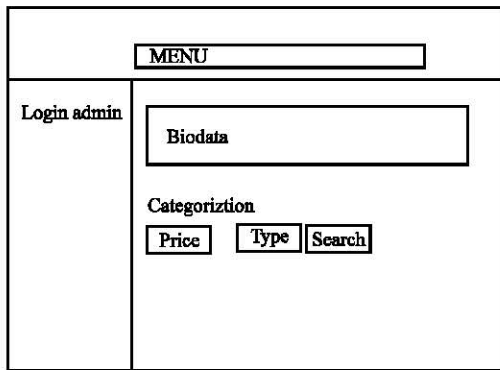 MENU
Login admin
Biodata
Categoriztion
Price Type Search